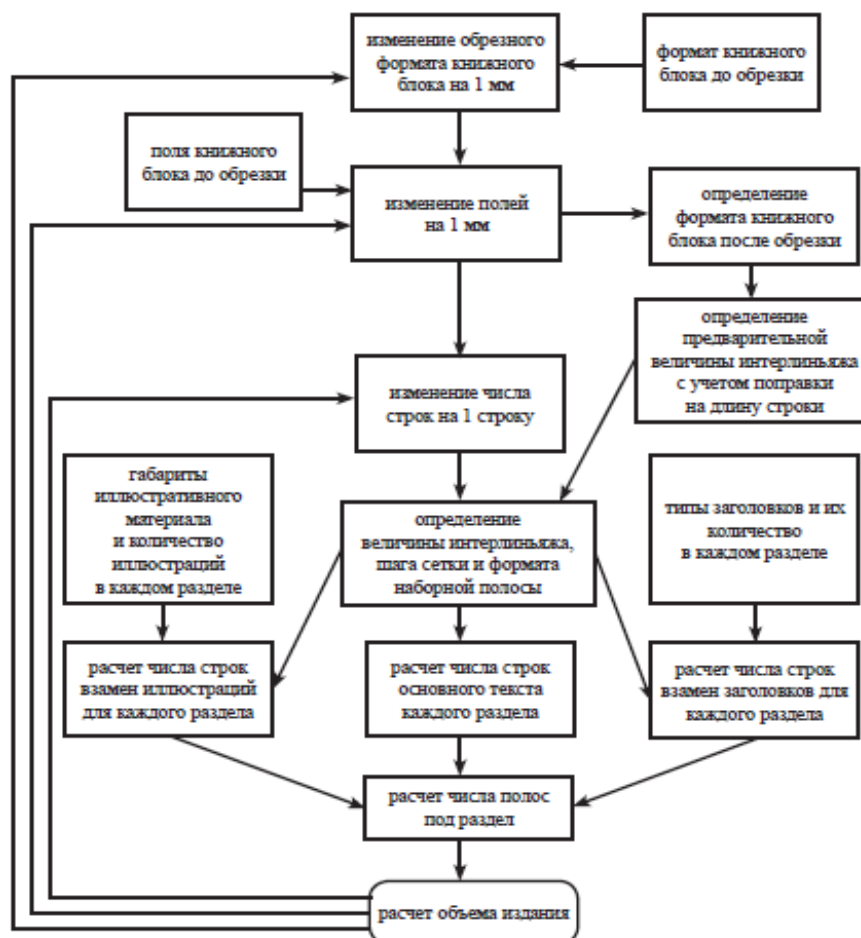 изменение обрезного
формата книжного
блока на 1 мм
формат книжного
блока до обрезки
поля книжного
блока до обрезки
изменение полей
на 1 мм
определение
формата книжного
блока после обрезки
определение
предварительной
величины интерлиньяжа
с учетом поправки
на длину строки
изменение числа
строк на 1 строку
габариты
иллюстративного
материала
и количество
иллюстраций
в каждом разделе
определение
величины интерлиньяжа,
шага сетки и формата
наборной полосы
типы заголовков и их
количество
в каждом разделе
расчет числа строк
взамен иллюстраций
для каждого раздела
расчет числа строк
основного текста
каждого раздела
расчет числа строк
взамен заголовков для
каждого раздела
расчет числа полос
под раздел
расчет объема издания